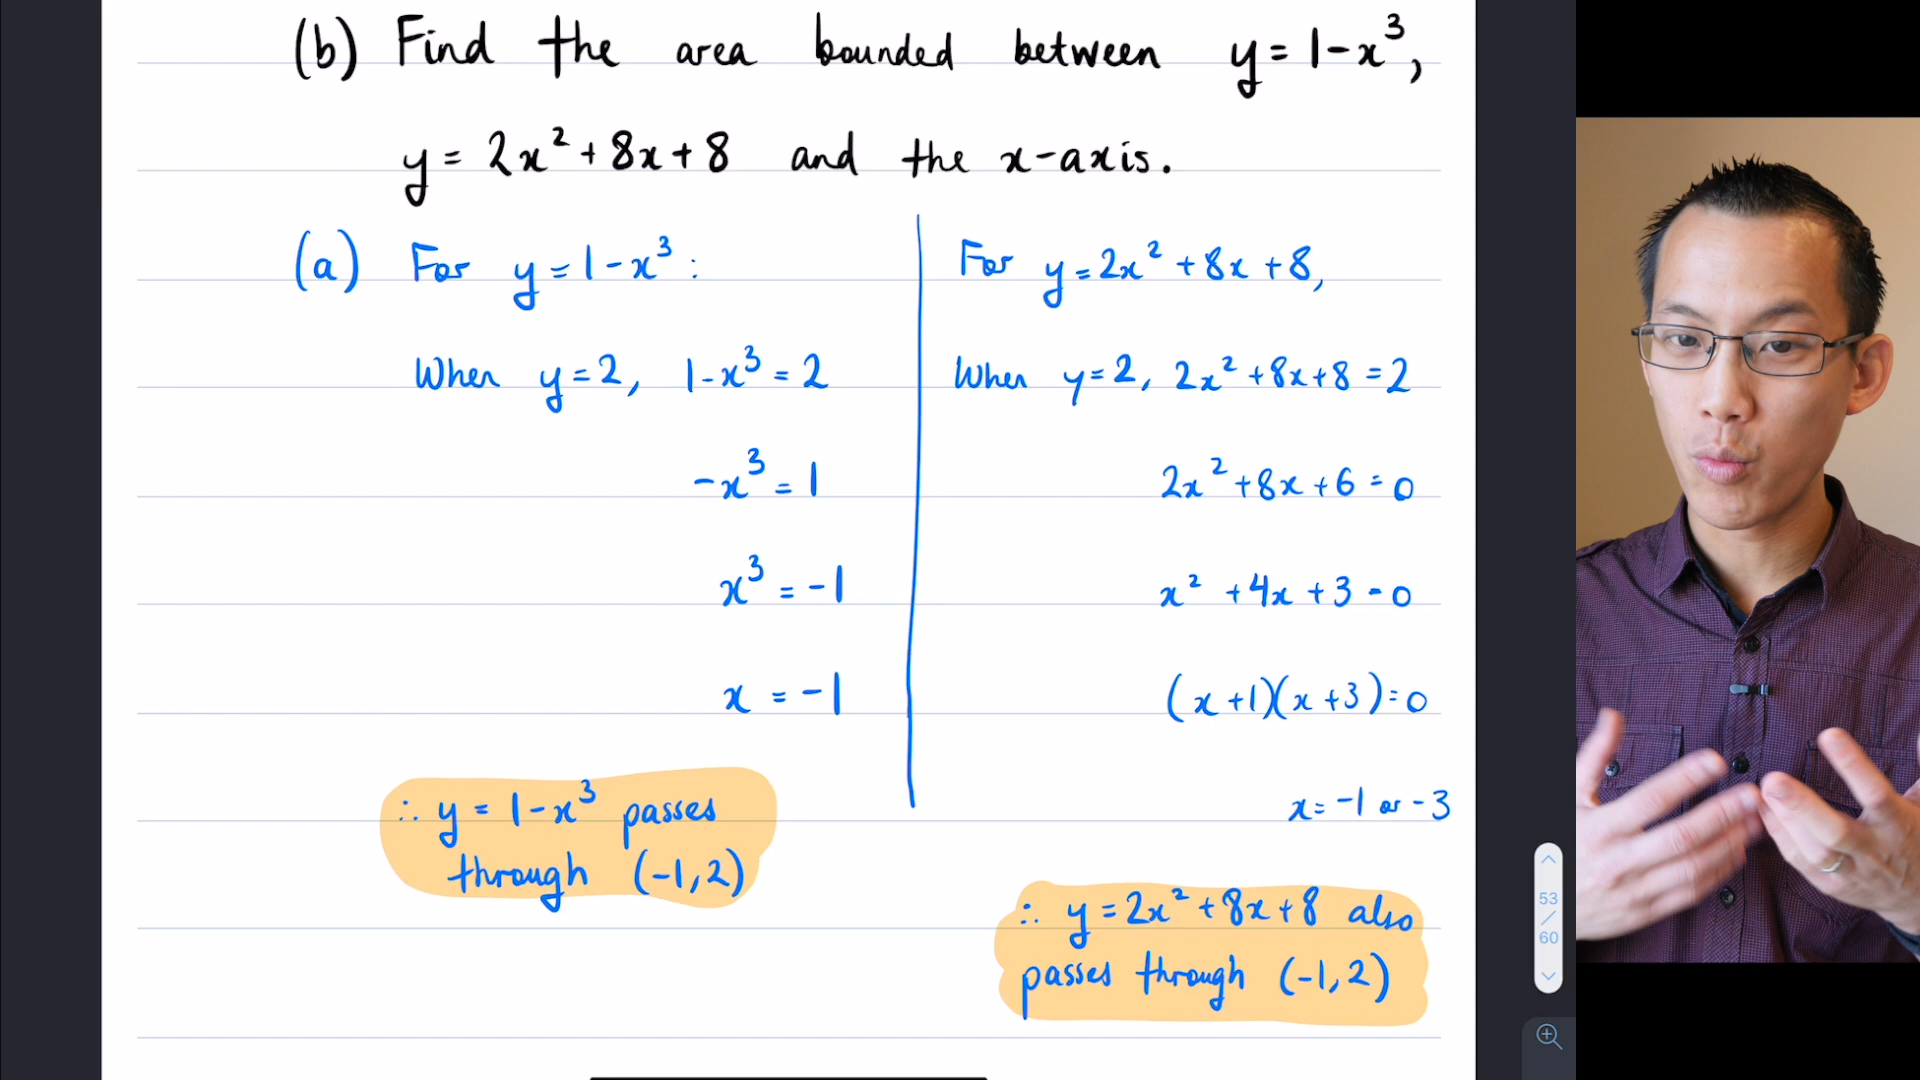 (b) Find the area bounded between y = 1-x³,
y = 2x² + 8x + 8 and the x-axis.
(a) For y = 1-x³ :
When y = 2, 1-x³ = 2
-x³ = 1
x³ = -1
x = -1
∴ y = 1-x³ passes
through (-1, 2)
For y = 2x² + 8x + 8,
When y = 2, 2x² + 8x + 8 = 2
2x² + 8x + 6 = 0
x² + 4x + 3 = 0
(x+1)(x+3) = 0
x = -1 or -3
∴ y = 2x² + 8x + 8 also
passes through (-1, 2)
53
/
60